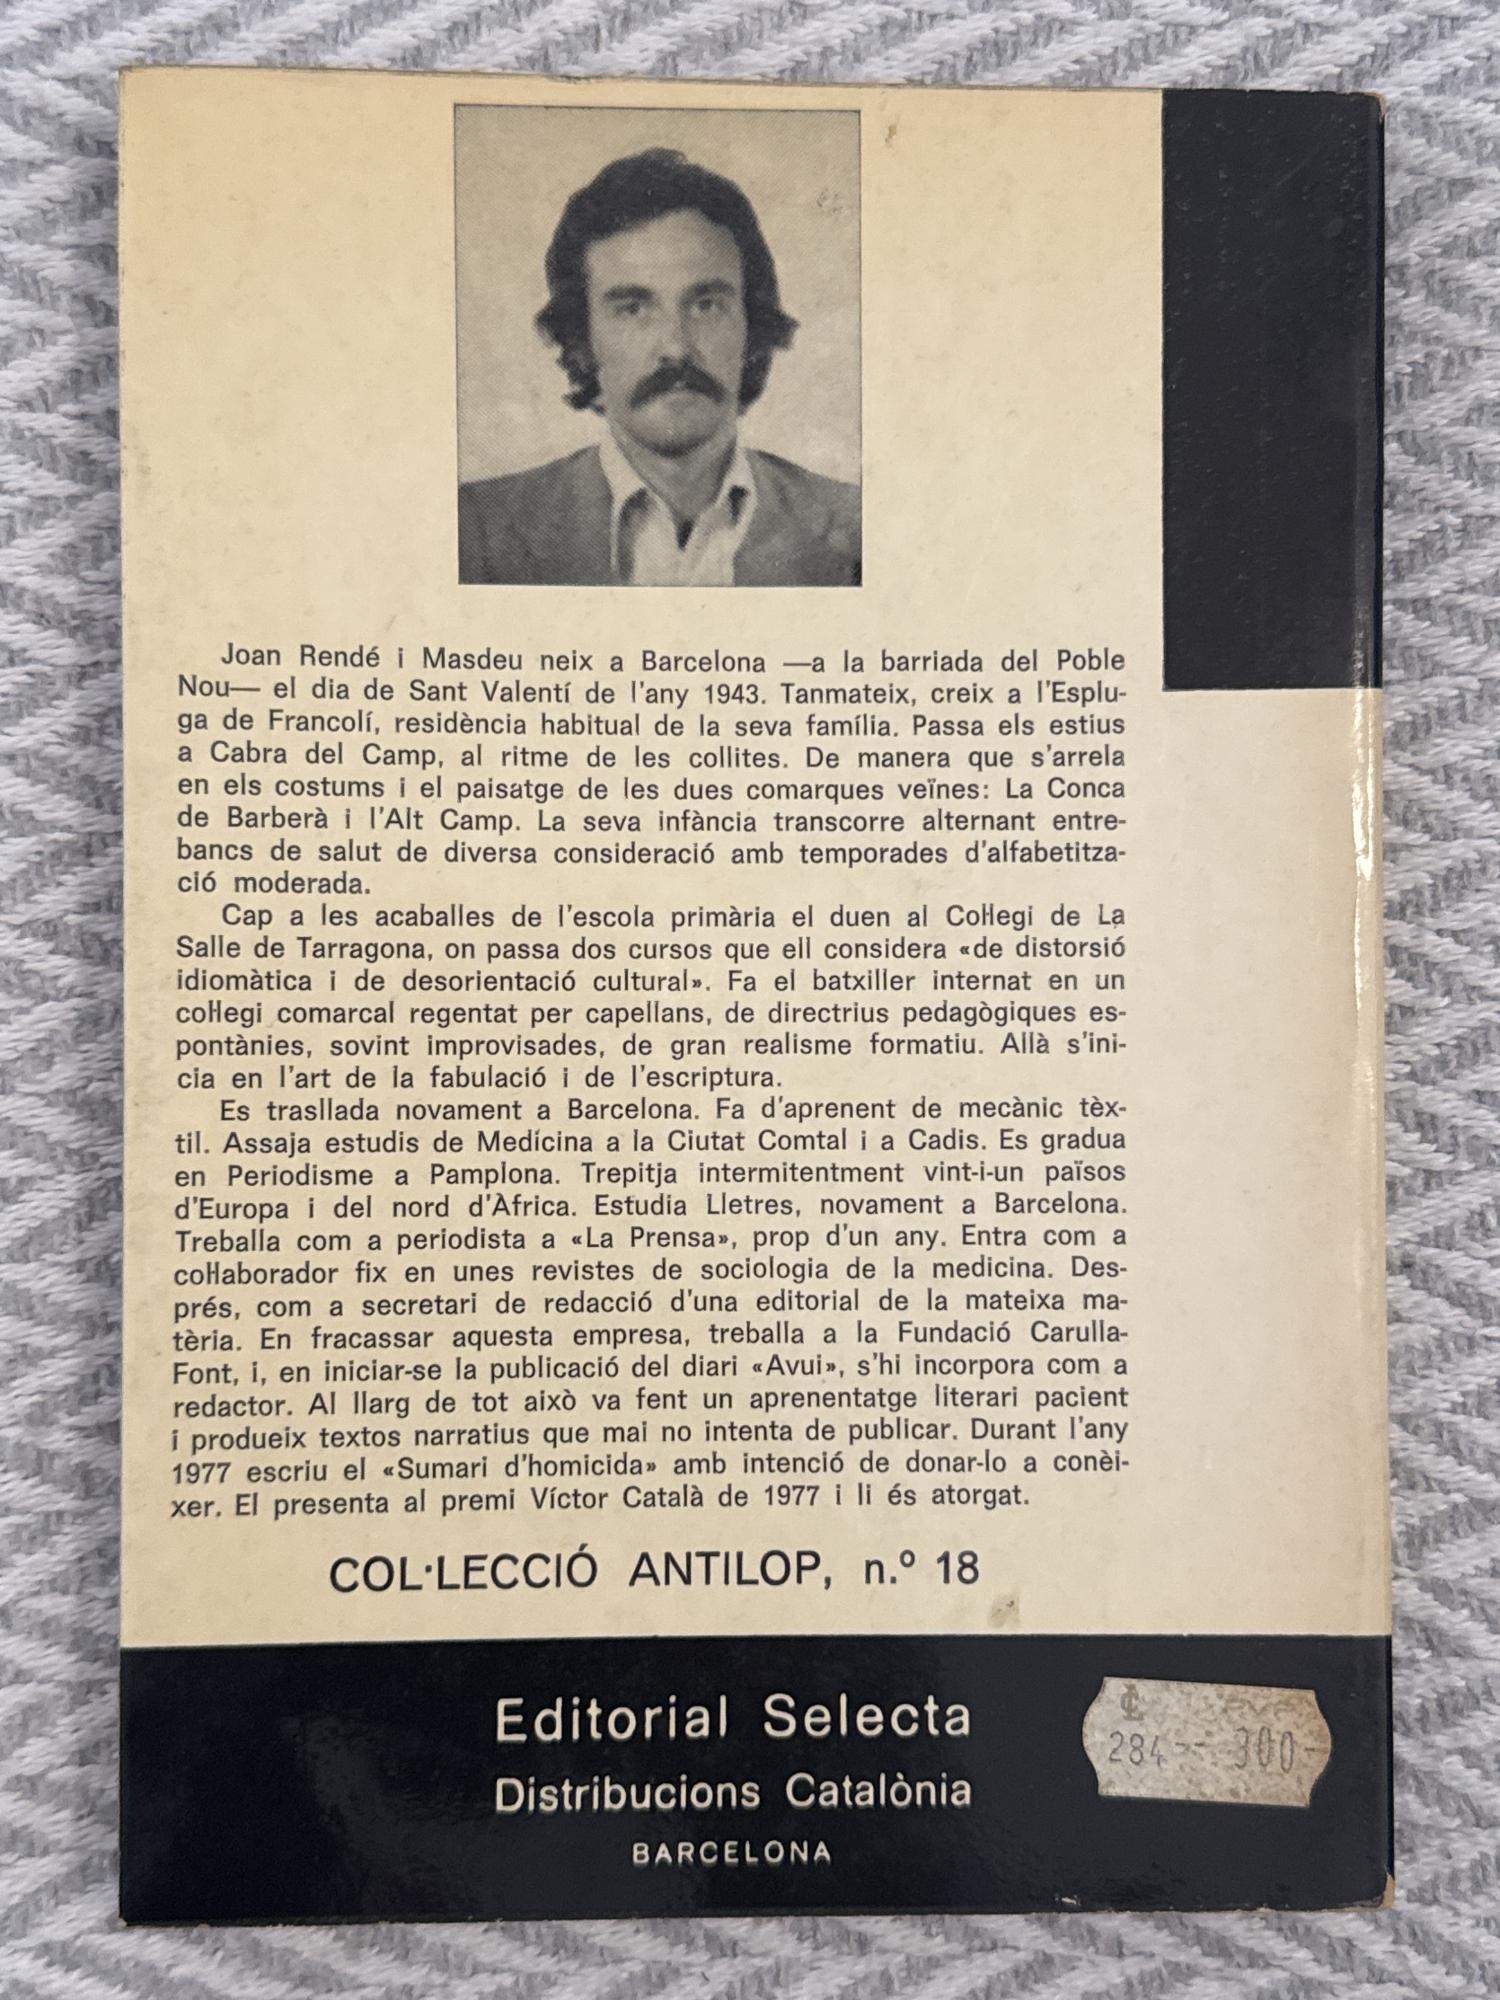 Joan Rendé i Masdeu neix a Barcelona —a la barriada del Poble
Nou— el dia de Sant Valentí de l'any 1943. Tanmateix, creix a l'Esplu-
ga de Francolí, residència habitual de la seva família. Passa els estius
a Cabra del Camp, al ritme de les collites. De manera que s'arrela
en els costums i el paisatge de les dues comarques veïnes: La Conca
de Barberà i l'Alt Camp. La seva infància transcorre alternant entre-
bancs de salut de diversa consideració amb temporades d'alfabetitza-
ció moderada.
Cap a les acaballes de l'escola primària el duen al Col·legi de La
Salle de Tarragona, on passa dos cursos que ell considera «de distorsió
idiomàtica i de desorientació cultural». Fa el batxiller internat en un
col·legi comarcal regentat per capellans, de directrius pedagògiques es-
pontànies, sovint improvisades, de gran realisme formatiu. Allà s'ini-
cia en l'art de la fabulació i de l'escriptura.
Es trasllada novament a Barcelona. Fa d'aprenent de mecànic tèx-
til. Assaja estudis de Medicina a la Ciutat Comtal i a Cadis. Es gradua
en Periodisme a Pamplona. Trepitja intermitentment vint-i-un països
d'Europa i del nord d'Àfrica. Estudia Lletres, novament a Barcelona.
Treballa com a periodista a «La Prensa», prop d'un any. Entra com a
col·laborador fix en unes revistes de sociologia de la medicina. Des-
prés, com a secretari de redacció d'una editorial de la mateixa ma-
tèria. En fracassar aquesta empresa, treballa a la Fundació Carulla-
Font, i, en iniciar-se la publicació del diari «Avui», s'hi incorpora com a
redactor. Al llarg de tot això va fent un aprenentatge literari pacient
i produeix textos narratius que mai no intenta de publicar. Durant l'any
1977 escriu el «Sumari d'homicida» amb intenció de donar-lo a conèi-
xer. El presenta al premi Víctor Català de 1977 i li és atorgat.
COL·LECCIÓ ANTILOP, n.º 18
Editorial Selecta
Distribucions Catalònia
BARCELONA
284 -- 300-